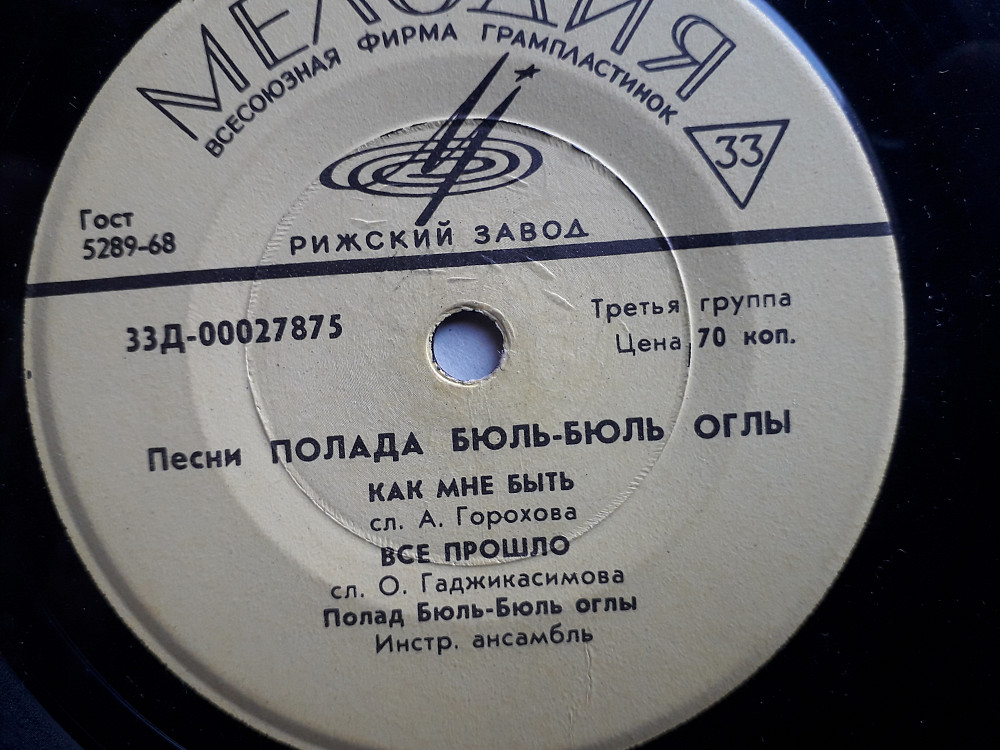 МЕЛОДИЯ
ВСЕСОЮЗНАЯ ФИРМА ГРАМПЛАСТИНОК
33
Гост
5289-68
РИЖСКИЙ ЗАВОД
33Д-00027875
Третья группа
Цена 70 коп.
Песни ПОЛАДА БЮЛЬ-БЮЛЬ ОГЛЫ
КАК МНЕ БЫТЬ
сл. А. Горохова
ВСЕ ПРОШЛО
сл. О. Гаджикасимова
Полад Бюль-Бюль оглы
Инстр. ансамбль